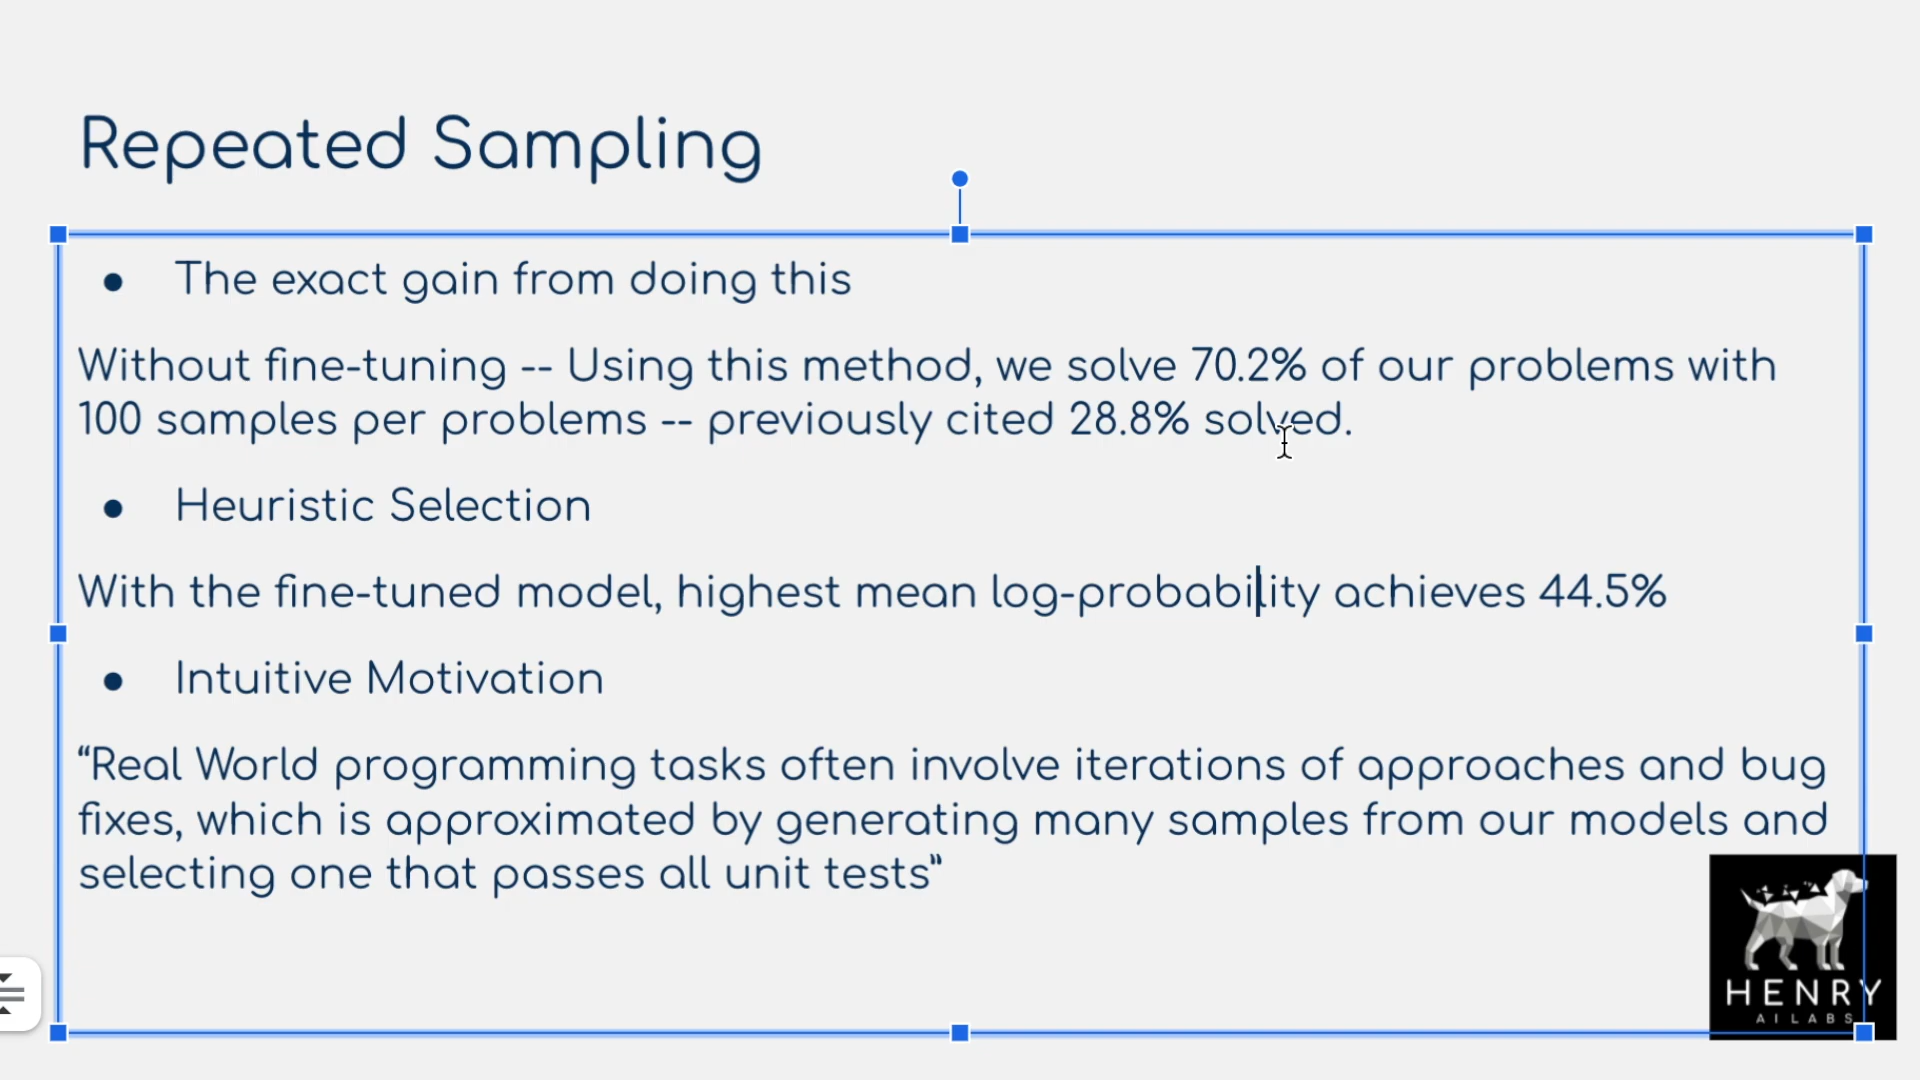 Repeated Sampling
● The exact gain from doing this
Without fine-tuning -- Using this method, we solve 70.2% of our problems with
100 samples per problems -- previously cited 28.8% solved.
● Heuristic Selection
With the fine-tuned model, highest mean log-probability achieves 44.5%
● Intuitive Motivation
“Real World programming tasks often involve iterations of approaches and bug
fixes, which is approximated by generating many samples from our models and
selecting one that passes all unit tests”
HENRY
AI LABS